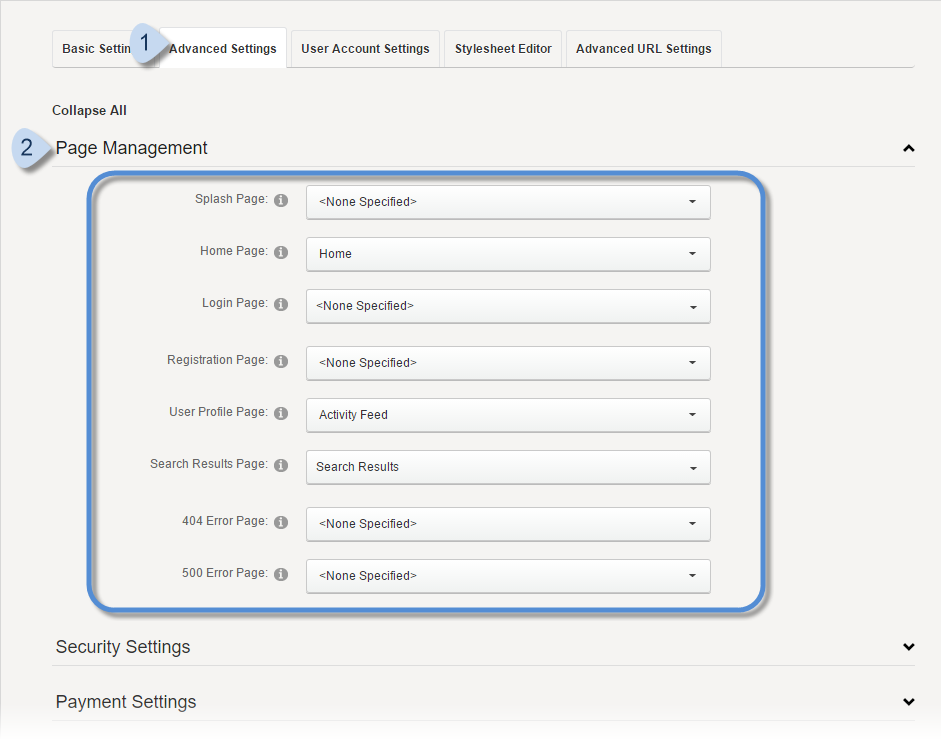 Basic Settin 1 Advanced Settings User Account Settings Stylesheet Editor Advanced URL Settings
Collapse All
2 Page Management
Splash Page: <None Specified>
Home Page: Home
Login Page: <None Specified>
Registration Page: <None Specified>
User Profile Page: Activity Feed
Search Results Page: Search Results
404 Error Page: <None Specified>
500 Error Page: <None Specified>
Security Settings
Payment Settings